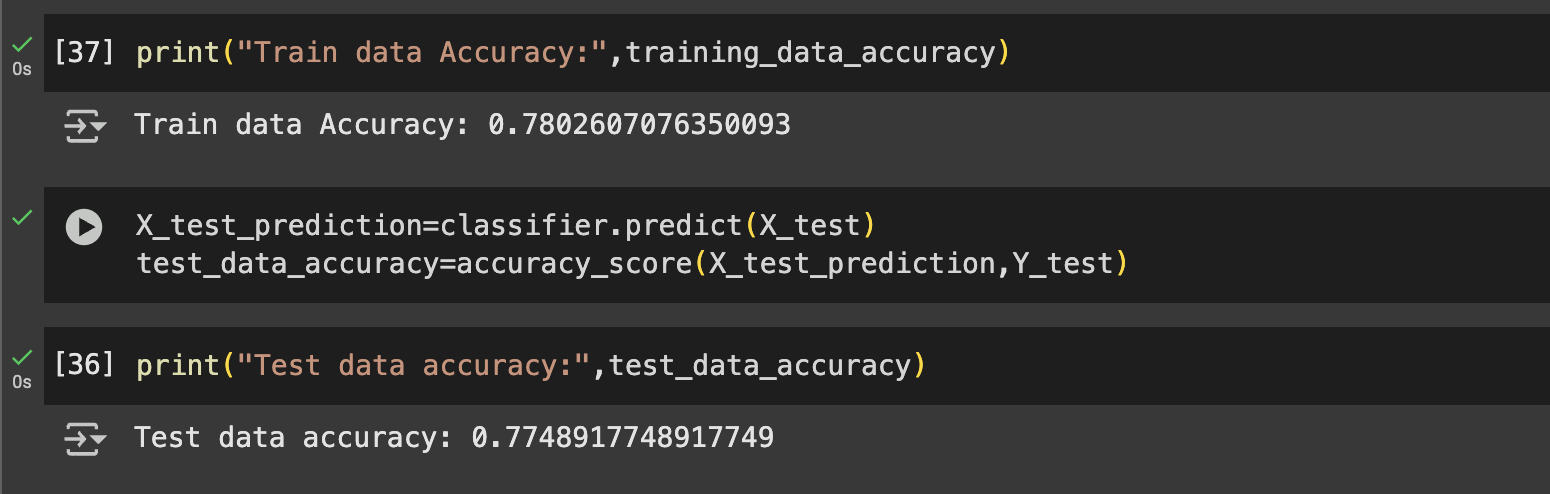 [37] print("Train data Accuracy:",training_data_accuracy)
0s
Train data Accuracy: 0.7802607076350093
X_test_prediction=classifier.predict(X_test)
test_data_accuracy=accuracy_score(X_test_prediction,Y_test)
[36] print("Test data accuracy:",test_data_accuracy)
0s
Test data accuracy: 0.7748917748917749